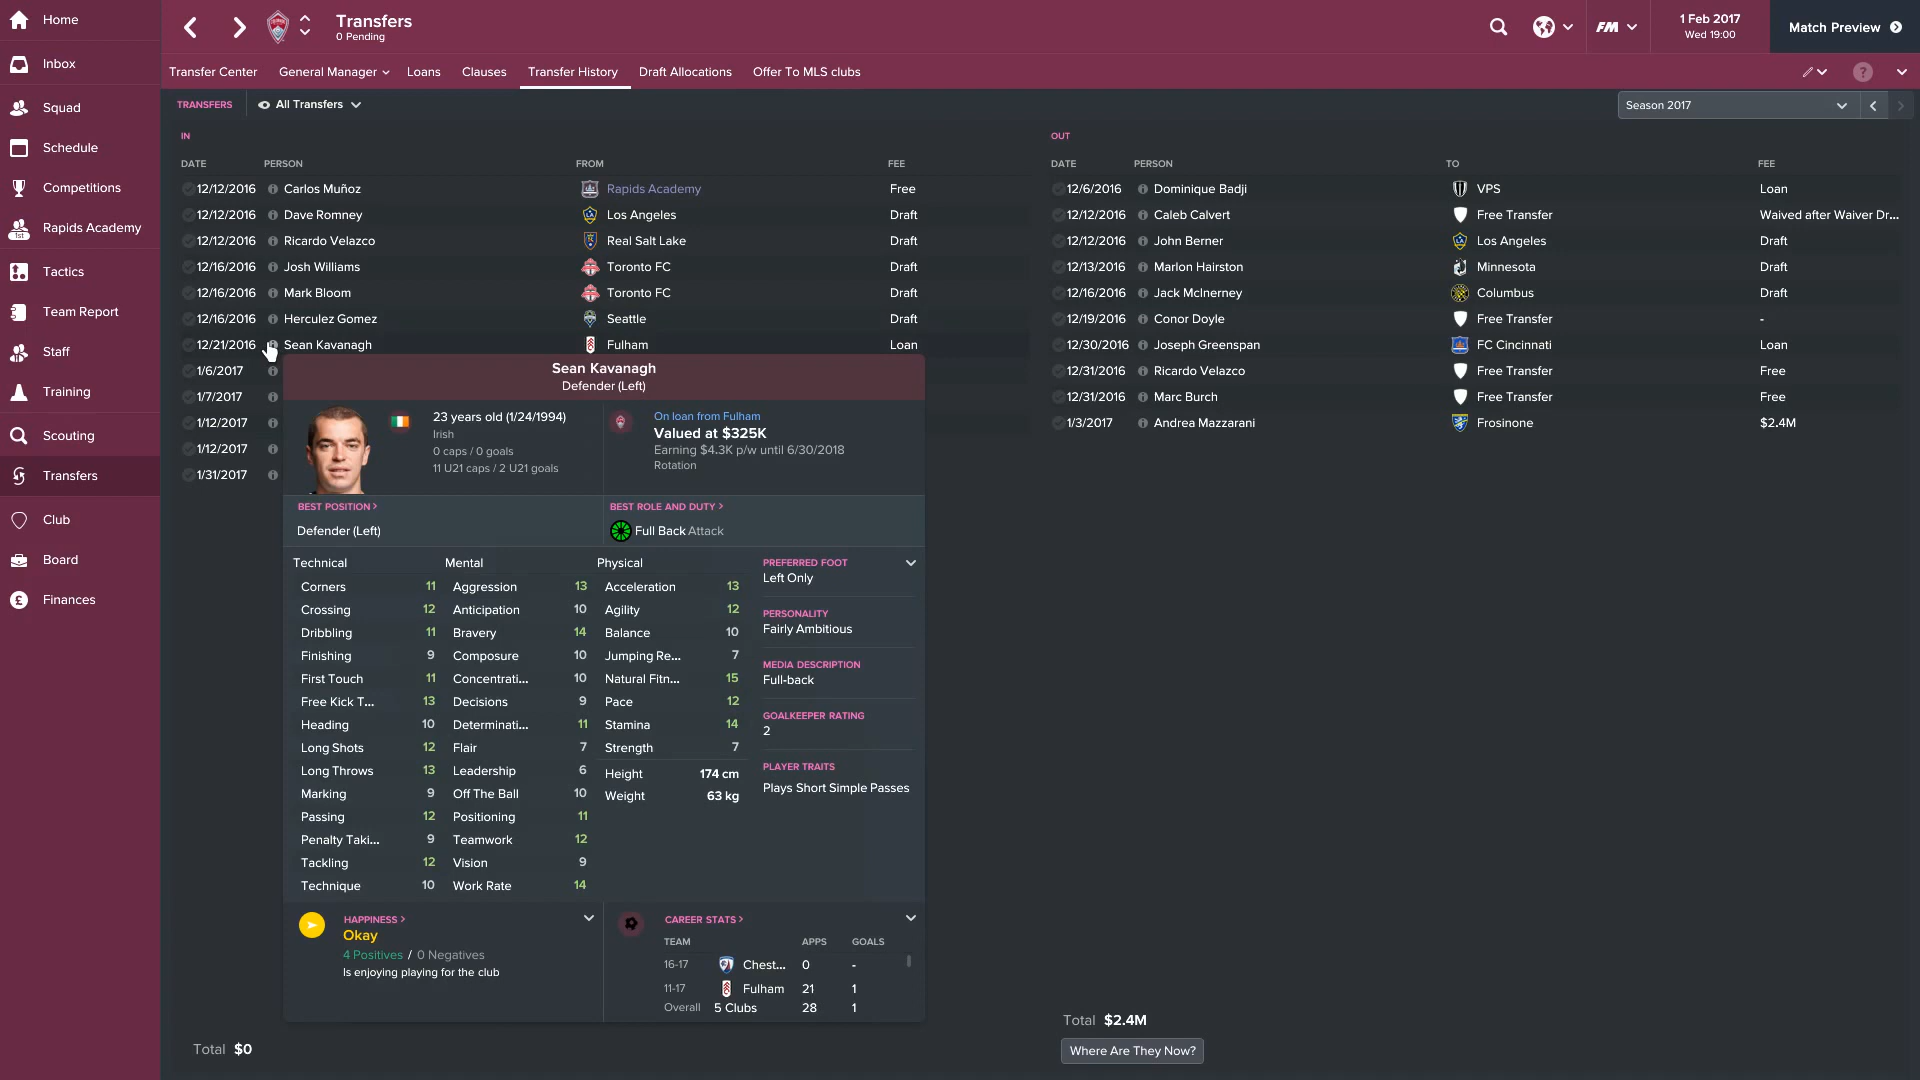 Home
Inbox
Squad
Schedule
Competitions
1st
Rapids Academy
Tactics
Team Report
Staff
Training
Scouting
Transfers
Club
Board
Finances
Transfers
0 Pending
FM
1 Feb 2017
Wed 19:00
Match Preview
Transfer Center
General Manager
Loans
Clauses
Transfer History
Draft Allocations
Offer To MLS clubs
?
TRANSFERS
All Transfers
Season 2017
IN
DATE PERSON FROM FEE
12/12/2016 Carlos Muñoz Rapids Academy Free
12/12/2016 Dave Romney Los Angeles Draft
12/12/2016 Ricardo Velazco Real Salt Lake Draft
12/16/2016 Josh Williams Toronto FC Draft
12/16/2016 Mark Bloom Toronto FC Draft
12/16/2016 Herculez Gomez Seattle Draft
12/21/2016 Sean Kavanagh Fulham Loan
1/6/2017
1/7/2017
1/12/2017
1/12/2017
1/31/2017
Total $0
OUT
DATE PERSON TO FEE
12/6/2016 Dominique Badji VPS Loan
12/12/2016 Caleb Calvert Free Transfer Waived after Waiver Dr...
12/12/2016 John Berner Los Angeles Draft
12/13/2016 Marlon Hairston Minnesota Draft
12/16/2016 Jack McInerney Columbus Draft
12/19/2016 Conor Doyle Free Transfer -
12/30/2016 Joseph Greenspan FC Cincinnati Loan
12/31/2016 Ricardo Velazco Free Transfer Free
12/31/2016 Marc Burch Free Transfer Free
1/3/2017 Andrea Mazzarani Frosinone $2.4M
Total $2.4M
Where Are They Now?
Sean Kavanagh
Defender (Left)
23 years old (1/24/1994)
Irish
0 caps / 0 goals
11 U21 caps / 2 U21 goals
On loan from Fulham
Valued at $325K
Earning $4.3K p/w until 6/30/2018
Rotation
BEST POSITION >
Defender (Left)
BEST ROLE AND DUTY >
Full Back Attack
Technical
Corners 11
Crossing 12
Dribbling 11
Finishing 9
First Touch 11
Free Kick T... 13
Heading 10
Long Shots 12
Long Throws 13
Marking 9
Passing 12
Penalty Taki... 9
Tackling 12
Technique 10
Mental
Aggression 13
Anticipation 10
Bravery 14
Composure 10
Concentrati... 10
Decisions 9
Determinati... 11
Flair 7
Leadership 6
Off The Ball 10
Positioning 11
Teamwork 12
Vision 9
Work Rate 14
Physical
Acceleration 13
Agility 12
Balance 10
Jumping Re... 7
Natural Fitn... 15
Pace 12
Stamina 14
Strength 7
Height 174 cm
Weight 63 kg
PREFERRED FOOT
Left Only
PERSONALITY
Fairly Ambitious
MEDIA DESCRIPTION
Full-back
GOALKEEPER RATING
2
PLAYER TRAITS
Plays Short Simple Passes
HAPPINESS >
Okay
4 Positives / 0 Negatives
Is enjoying playing for the club
CAREER STATS >
TEAM APPS GOALS
16-17 Chest... 0 -
11-17 Fulham 21 1
Overall 5 Clubs 28 1